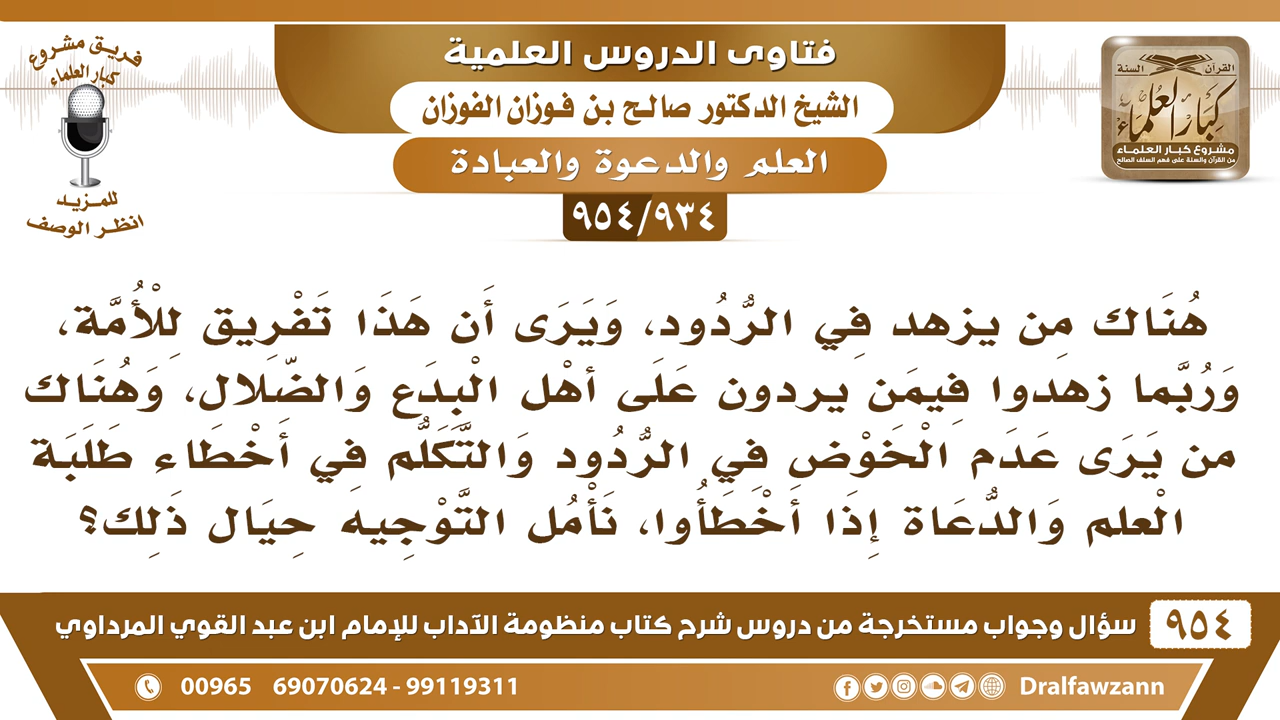 فتاوى الدروس العلمية
الشيخ الدكتور صالح بن فوزان الفوزان
العلم والدعوة والعبادة
٩٥٤/٩٣٤
فريق مشروع
كبار العلماء
للمزيد
انظر الوصف
القرآن السنة
كبار العلماء
مشروع كبار العلماء
من القرآن والسنة على فهم السلف الصالح
هُنَاك مِن يزهد فِي الرُّدُود، وَيَرَى أَن هَذَا تَفْرِيق لِلْأُمَّة،
وَرُبَّما زهدوا فِيمَن يردون عَلَى أهْل الْبِدَع وَالضّلَال، وَهُنَاك
من يَرَى عَدَم الْخَوْض في الرُّدُود وَالتَّكَلُّم فِي أَخْطَاء طَلَبَة
الْعلم وَالدُّعَاة إِذَا أَخْطَأُوا، نَأْمُل التَّوْجِيه حِيَال ذَلِك؟
٩٥٤ سؤال وجواب مستخرجة من دروس شرح كتاب منظومة الآداب للإمام ابن عبد القوي المرداوي
00965 69070624 - 99119311
Dralfawzann